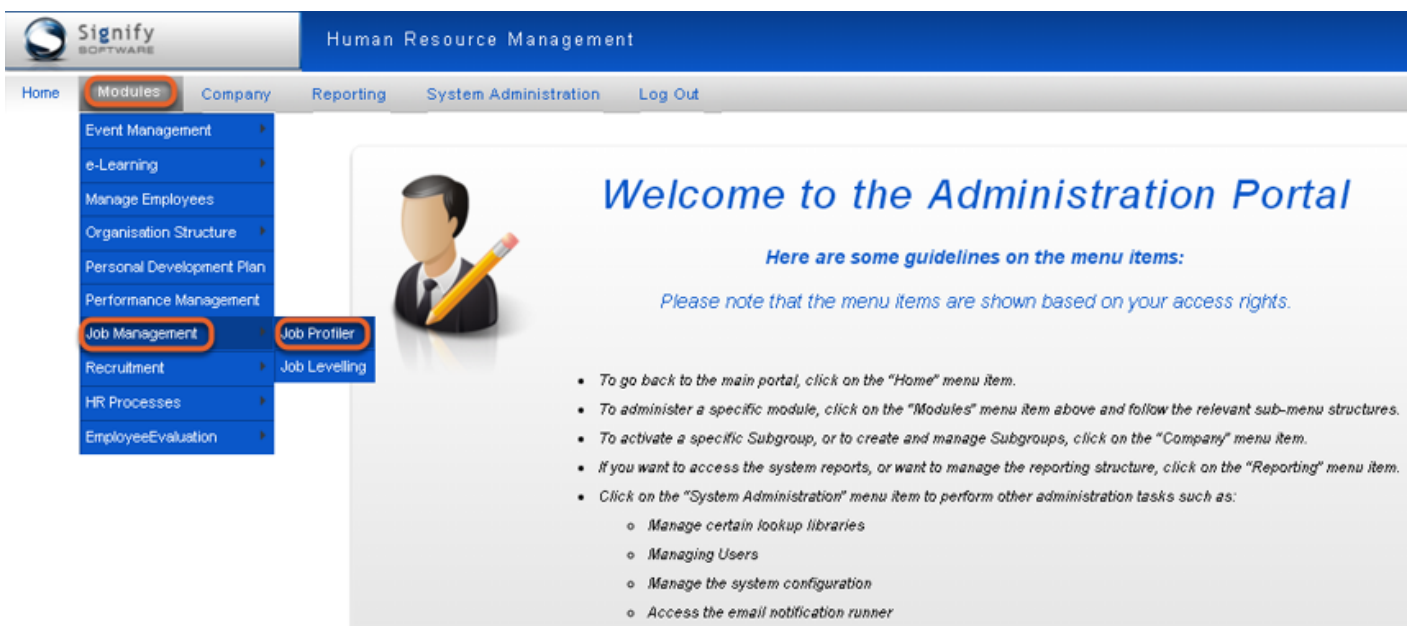 Signify
SOFTWARE
Human Resource Management
Home Modules Company Reporting System Administration Log Out
Event Management
e-Learning
Manage Employees
Organisation Structure
Personal Development Plan
Performance Management
Job Management
Recruitment
HR Processes
EmployeeEvaluation
Job Profiler
Job Levelling
Welcome to the Administration Portal
Here are some guidelines on the menu items:
Please note that the menu items are shown based on your access rights.
• To go back to the main portal, click on the "Home" menu item.
• To administer a specific module, click on the "Modules" menu item above and follow the relevant sub-menu structures.
• To activate a specific Subgroup, or to create and manage Subgroups, click on the "Company" menu item.
• If you want to access the system reports, or want to manage the reporting structure, click on the "Reporting" menu item.
• Click on the "System Administration" menu item to perform other administration tasks such as:
o Manage certain lookup libraries
o Managing Users
o Manage the system configuration
o Access the email notification runner